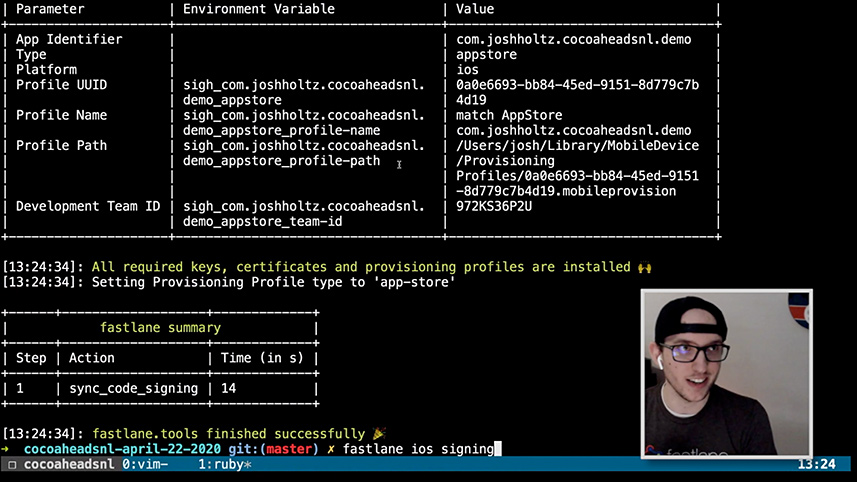 | Parameter | Environment Variable | Value |
| App Identifier | | com.joshholtz.cocoaheadsnl.demo |
| Type | | appstore |
| Platform | | ios |
| Profile UUID | sigh_com.joshholtz.cocoaheadsnl. | 0a0e6693-bb84-45ed-9151-8d779c7b |
| | demo_appstore | 4d19 |
| Profile Name | sigh_com.joshholtz.cocoaheadsnl. | match AppStore |
| | demo_appstore_profile-name | com.joshholtz.cocoaheadsnl.demo |
| Profile Path | sigh_com.joshholtz.cocoaheadsnl. | /Users/josh/Library/MobileDevice |
| | demo_appstore_profile-path | /Provisioning |
| | | Profiles/0a0e6693-bb84-45ed-9151 |
| | | -8d779c7b4d19.mobileprovision |
| Development Team ID | sigh_com.joshholtz.cocoaheadsnl. | 972KS36P2U |
| | demo_appstore_team-id | |
[13:24:34]: All required keys, certificates and provisioning profiles are installed 🙌
[13:24:34]: Setting Provisioning Profile type to 'app-store'
| fastlane summary |
| Step | Action | Time (in s) |
| 1 | sync_code_signing | 14 |
[13:24:34]: fastlane.tools finished successfully 🎉
→ cocoaheadsnl-april-22-2020 git:(master) ✗ fastlane ios signing
□ cocoaheadsnl 0:vim- 1:ruby* 13:24
fastlane